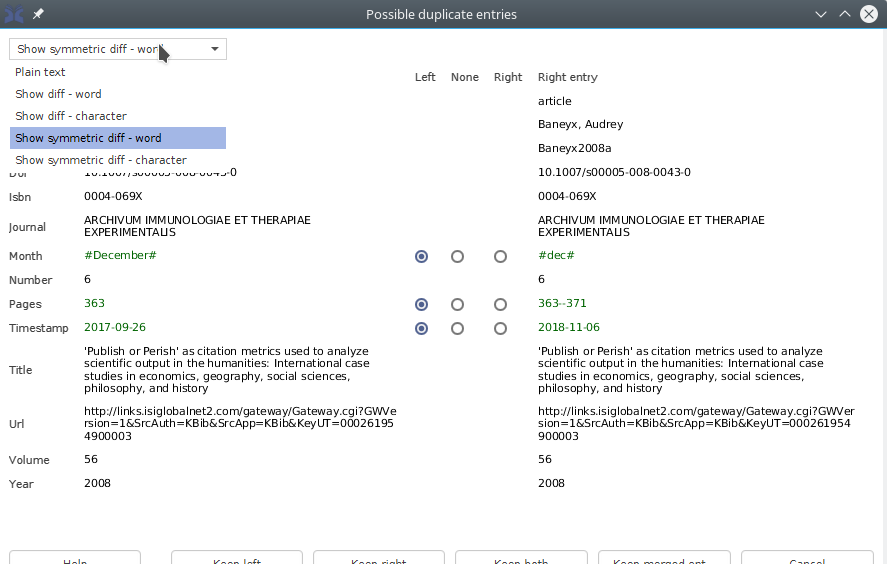 Possible duplicate entries
Show symmetric diff - word
Plain text
Show diff - word
Show diff - character
Show symmetric diff - word
Show symmetric diff - character
Left None Right Right entry
article
Baneyx, Audrey
Baneyx2008a
Doi 10.1007/s00005-008-0043-0 10.1007/s00005-008-0043-0
Isbn 0004-069X 0004-069X
Journal ARCHIVUM IMMUNOLOGIAE ET THERAPIAE ARCHIVUM IMMUNOLOGIAE ET THERAPIAE
EXPERIMENTALIS EXPERIMENTALIS
Month #December# #dec#
Number 6 6
Pages 363 363--371
Timestamp 2017-09-26 2018-11-06
Title 'Publish or Perish' as citation metrics used to analyze 'Publish or Perish' as citation metrics used to analyze
scientific output in the humanities: International case scientific output in the humanities: International case
studies in economics, geography, social sciences, studies in economics, geography, social sciences,
philosophy, and history philosophy, and history
Url http://links.isiglobalnet2.com/gateway/Gateway.cgi?GWVe http://links.isiglobalnet2.com/gateway/Gateway.cgi?GWVer
rsion=1&SrcAuth=KBib&SrcApp=KBib&KeyUT=00026195 sion=1&SrcAuth=KBib&SrcApp=KBib&KeyUT=000261954
4900003 900003
Volume 56 56
Year 2008 2008
Help Keep left Keep right Keep both Keep merged ent Cancel